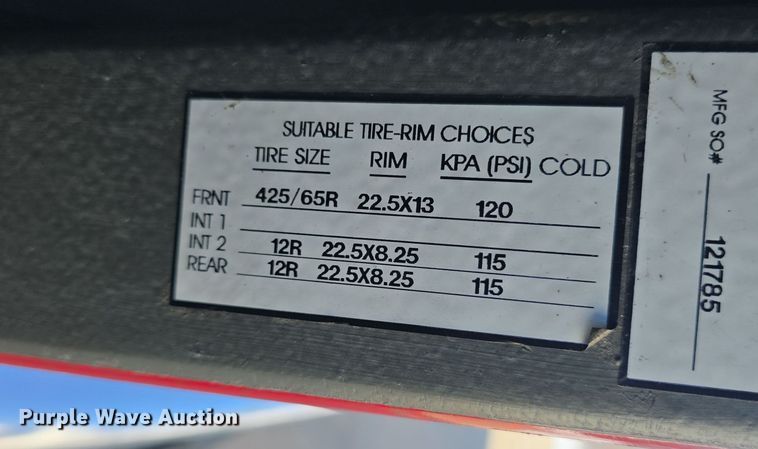 SUITABLE TIRE-RIM CHOICES
TIRE SIZE RIM KPA (PSI) COLD
FRNT 425/65R 22.5X13 120
INT 1
INT 2 12R 22.5X8.25 115
REAR 12R 22.5X8.25 115
MFG SO# 121785
Purple Wave Auction